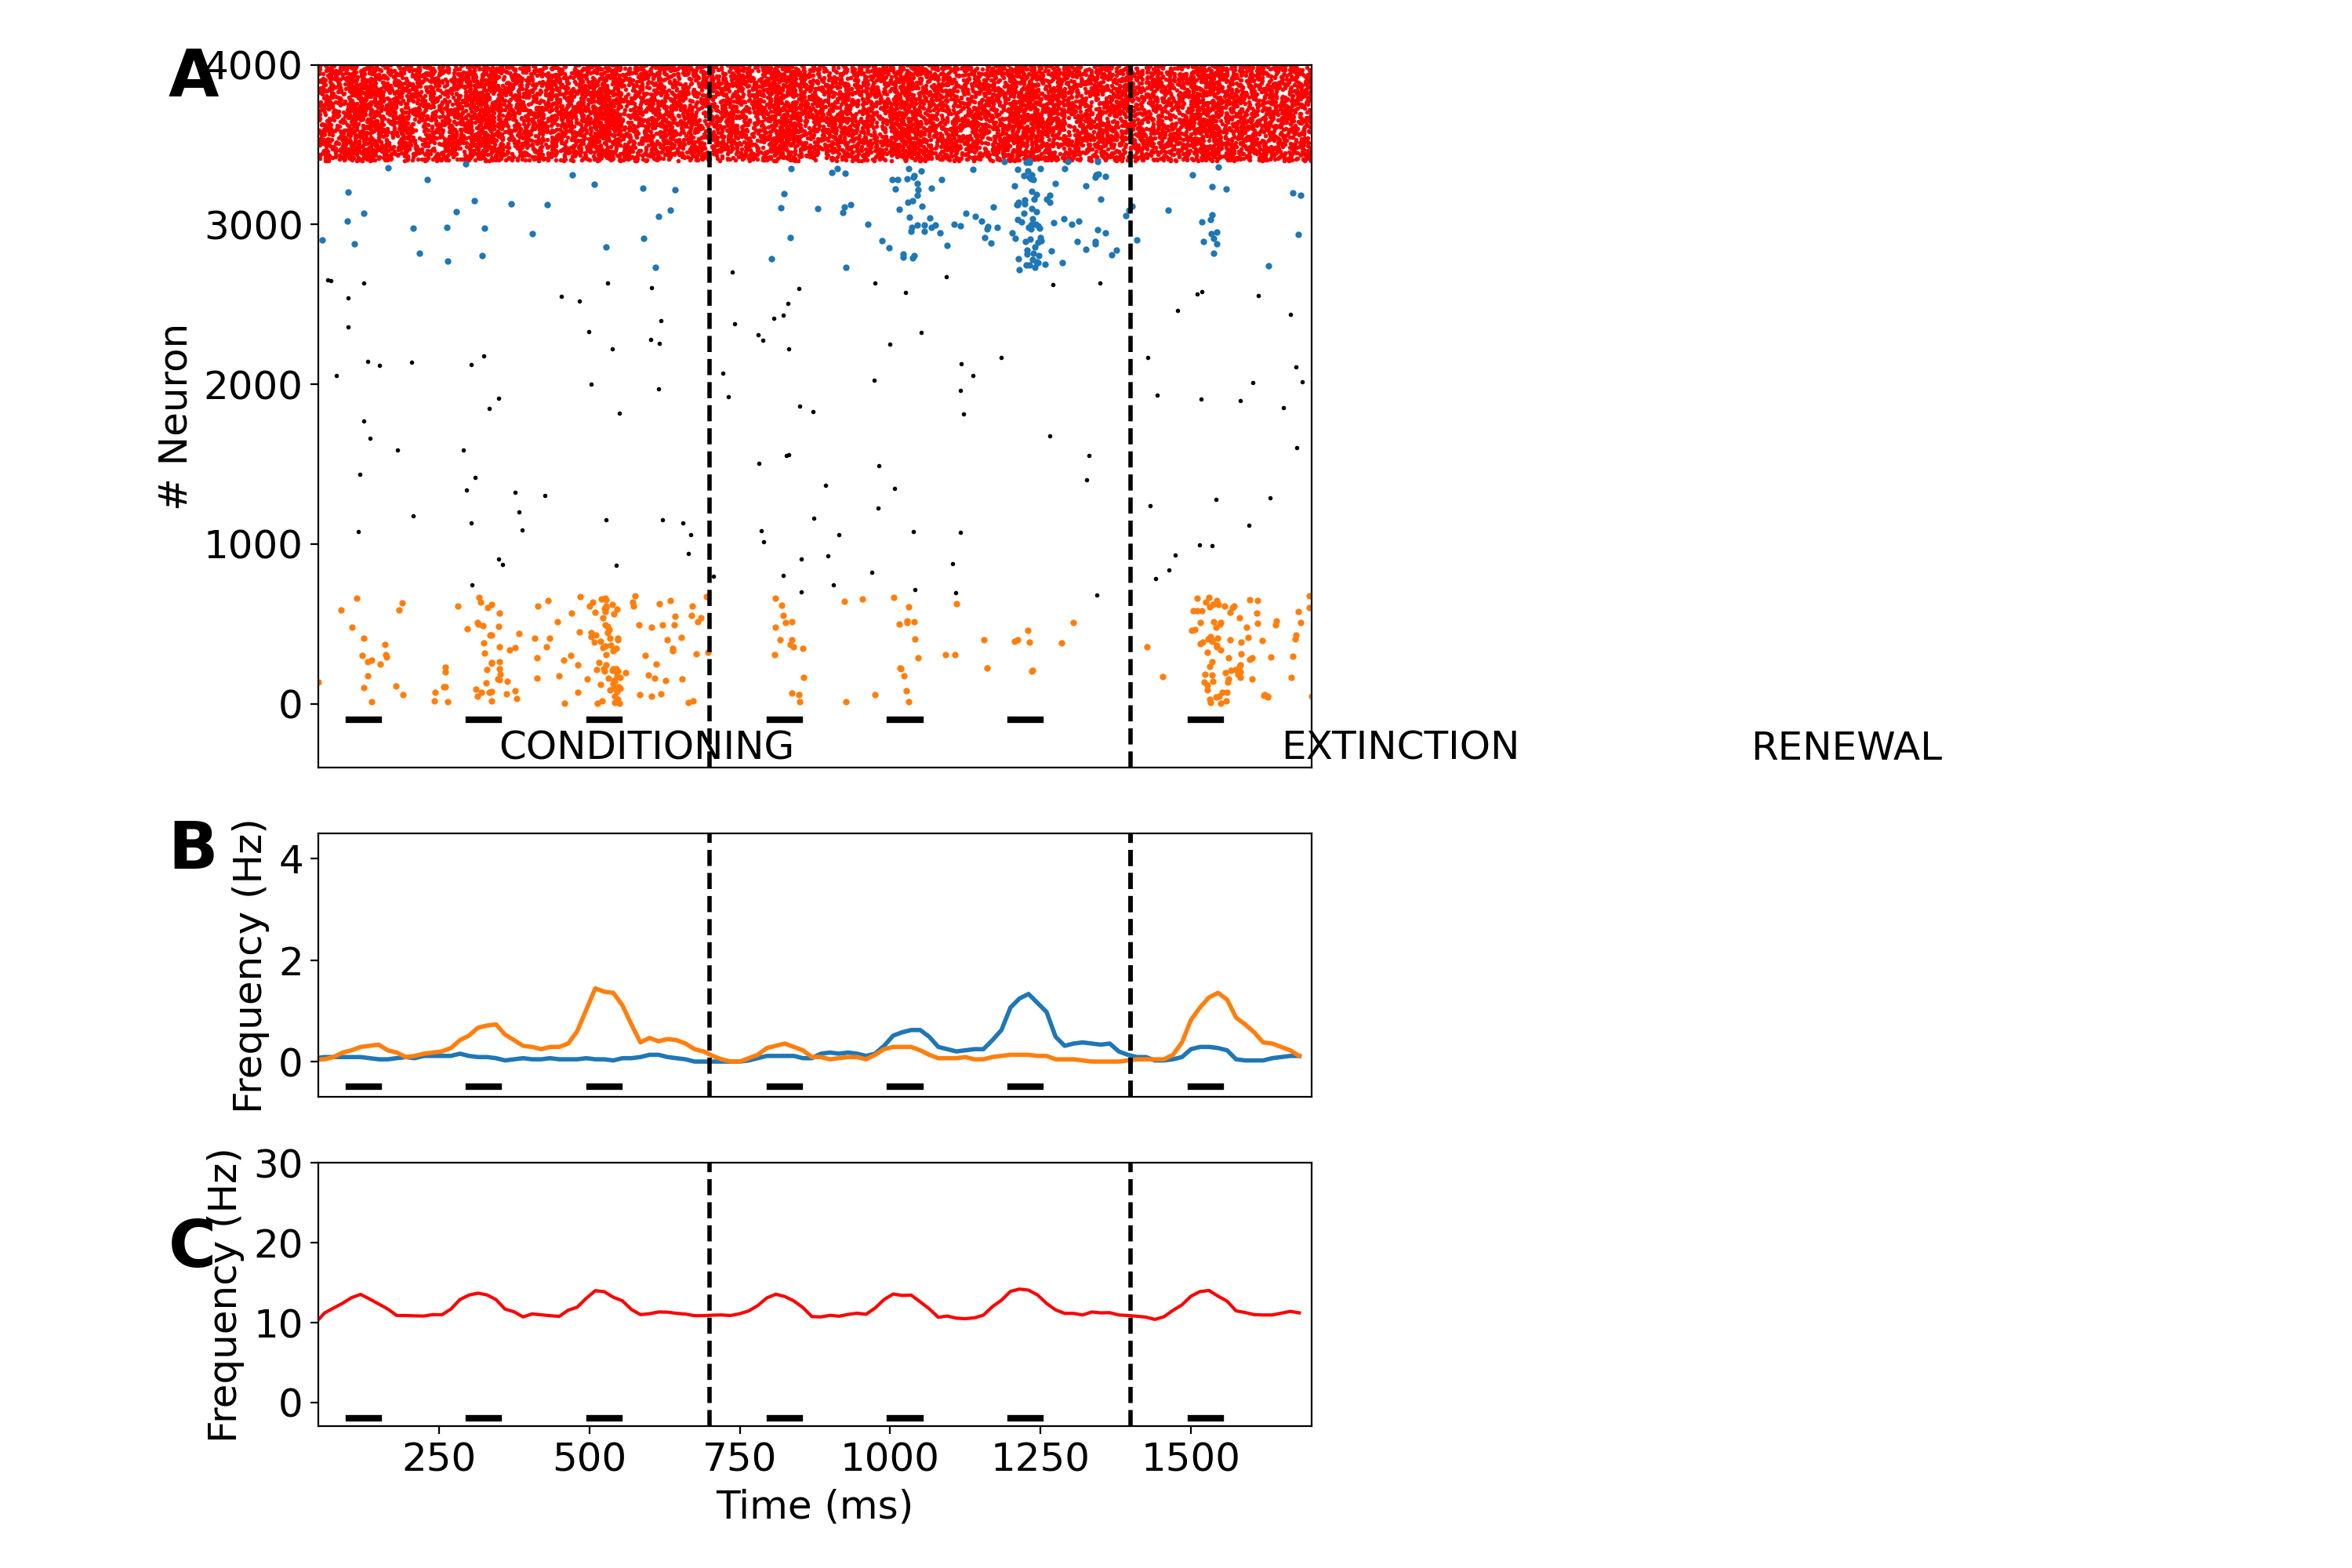 A
4000
3000
2000
1000
0
# Neuron
CONDITIONING
EXTINCTION
RENEWAL
B
4
2
0
Frequency (Hz)
C
30
20
10
0
Frequency (Hz)
250
500
750
1000
1250
1500
Time (ms)